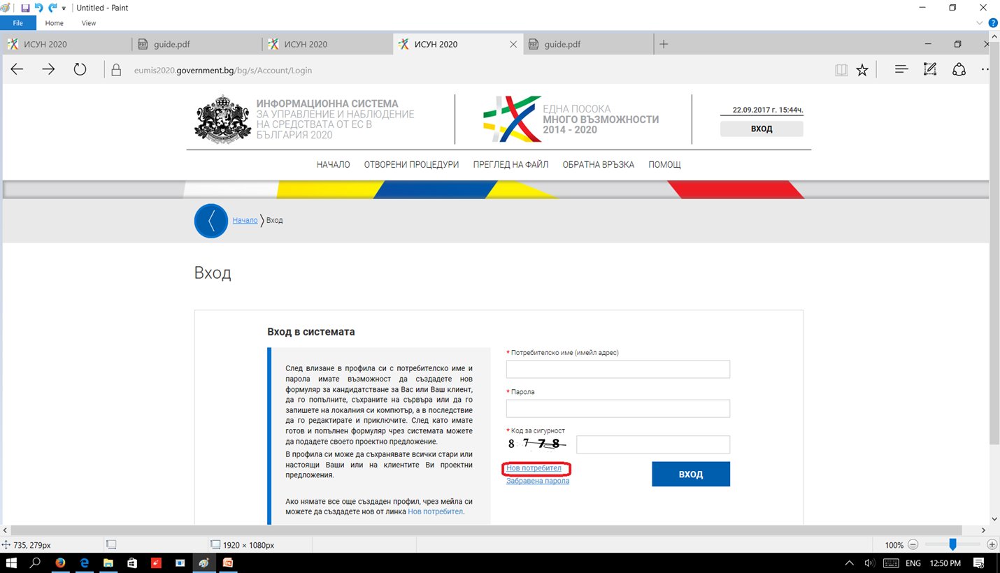 Untitled - Paint
File Home View
ИСУН 2020 guide.pdf ИСУН 2020 ИСУН 2020 guide.pdf
eumis2020.government.bg/bg/s/Account/Login
ИНФОРМАЦИОННА СИСТЕМА
ЗА УПРАВЛЕНИЕ И НАБЛЮДЕНИЕ
НА СРЕДСТВАТА ОТ ЕС В
БЪЛГАРИЯ 2020
ЕДНА ПОСОКА
МНОГО ВЪЗМОЖНОСТИ
2014 - 2020
22.09.2017 г. 15:44ч.
ВХОД
НАЧАЛО ОТВОРЕНИ ПРОЦЕДУРИ ПРЕГЛЕД НА ФАЙЛ ОБРАТНА ВРЪЗКА ПОМОЩ
Начало Вход
Вход
Вход в системата
След влизане в профила си с потребителско име и
парола имате възможност да създадете нов
формуляр за кандидатстване за Вас или Ваш клиент,
да го попълните, съхраните на сървъра или да го
запишете на локалния си компютър, а в последствие
да го редактирате и приключите. След като имате
готов и попълнен формуляр чрез системата можете
да подадете своето проектно предложение.
В профила си може да съхранявате всички стари или
настоящи Ваши или на клиентите Ви проектни
предложения.
Ако нямате все още създаден профил, чрез мейла си
можете да създадете нов от линка Нов потребител.
* Потребителско име (имейл адрес)
* Парола
* Код за сигурност
8 7 7 8
Нов потребител
Забравена парола
ВХОД
735, 279px 1920 × 1080px 100%
ENG 12:50 PM